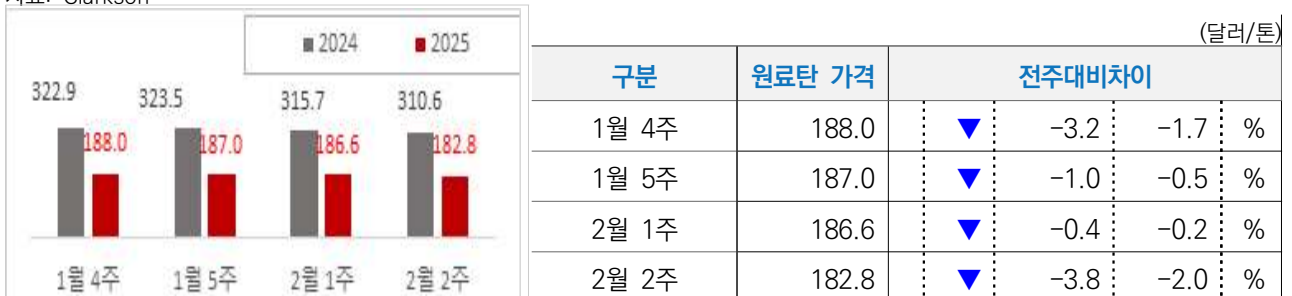 자료: Clarkson
■ 2024 ■ 2025
322.9 323.5 315.7 310.6
188.0 187.0 186.6 182.8
1월 4주 1월 5주 2월 1주 2월 2주
(달러/톤)
구분 원료탄 가격 전주대비차이
1월 4주 188.0 ▼ -3.2 -1.7 %
1월 5주 187.0 ▼ -1.0 -0.5 %
2월 1주 186.6 ▼ -0.4 -0.2 %
2월 2주 182.8 ▼ -3.8 -2.0 %